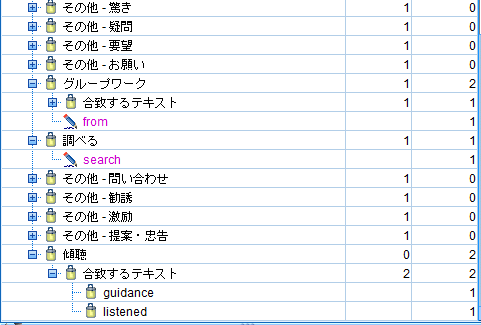 その他 - 驚き 1 0
その他 - 疑問 1 0
その他 - 要望 1 0
その他 - お願い 1 0
グループワーク 1 2
合致するテキスト 1 1
from 1
調べる 1 1
search 1
その他 - 問い合わせ 1 0
その他 - 勧誘 1 0
その他 - 激励 1 0
その他 - 提案・忠告 1 0
傾聴 0 2
合致するテキスト 2 2
guidance 1
listened 1